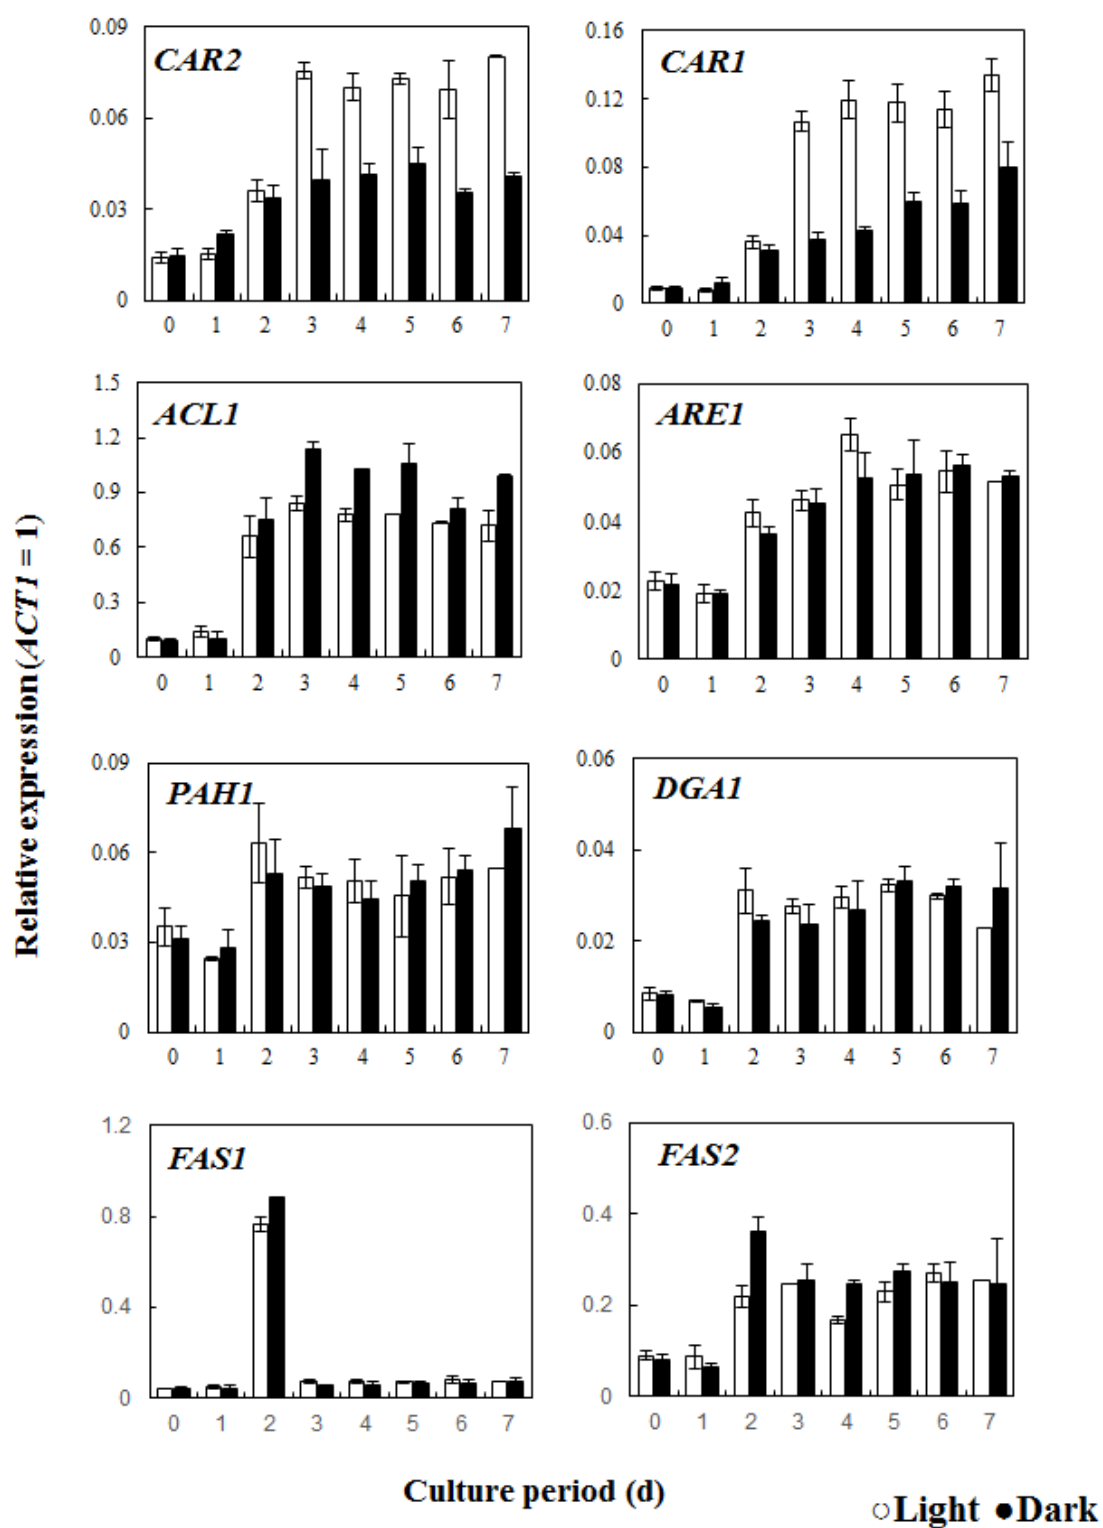 Relative expression (ACT1 = 1)
CAR2
0.09
0.06
0.03
0
0 1 2 3 4 5 6 7
CAR1
0.16
0.12
0.08
0.04
0
0 1 2 3 4 5 6 7
ACL1
1.5
1.2
0.9
0.6
0.3
0
0 1 2 3 4 5 6 7
ARE1
0.08
0.06
0.04
0.02
0
0 1 2 3 4 5 6 7
PAH1
0.09
0.06
0.03
0
0 1 2 3 4 5 6 7
DGA1
0.06
0.04
0.02
0
0 1 2 3 4 5 6 7
FAS1
1.2
0.8
0.4
0
0 1 2 3 4 5 6 7
FAS2
0.6
0.4
0.2
0
0 1 2 3 4 5 6 7
Culture period (d)
○Light ●Dark